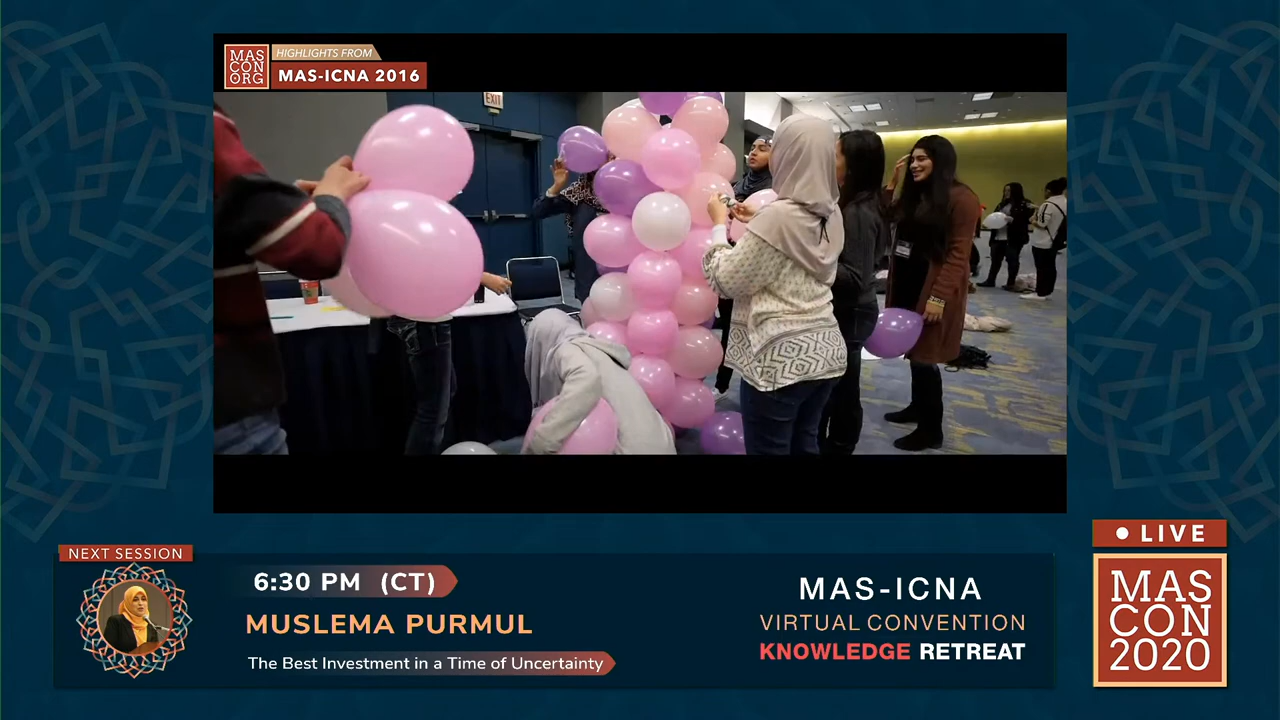 MAS
CON
ORG
HIGHLIGHTS FROM
MAS-ICNA 2016
EXIT
NEXT SESSION
6:30 PM (CT)
MUSLEMA PURMUL
The Best Investment in a Time of Uncertainty
MAS-ICNA
VIRTUAL CONVENTION
KNOWLEDGE RETREAT
LIVE
MAS
CON
2020